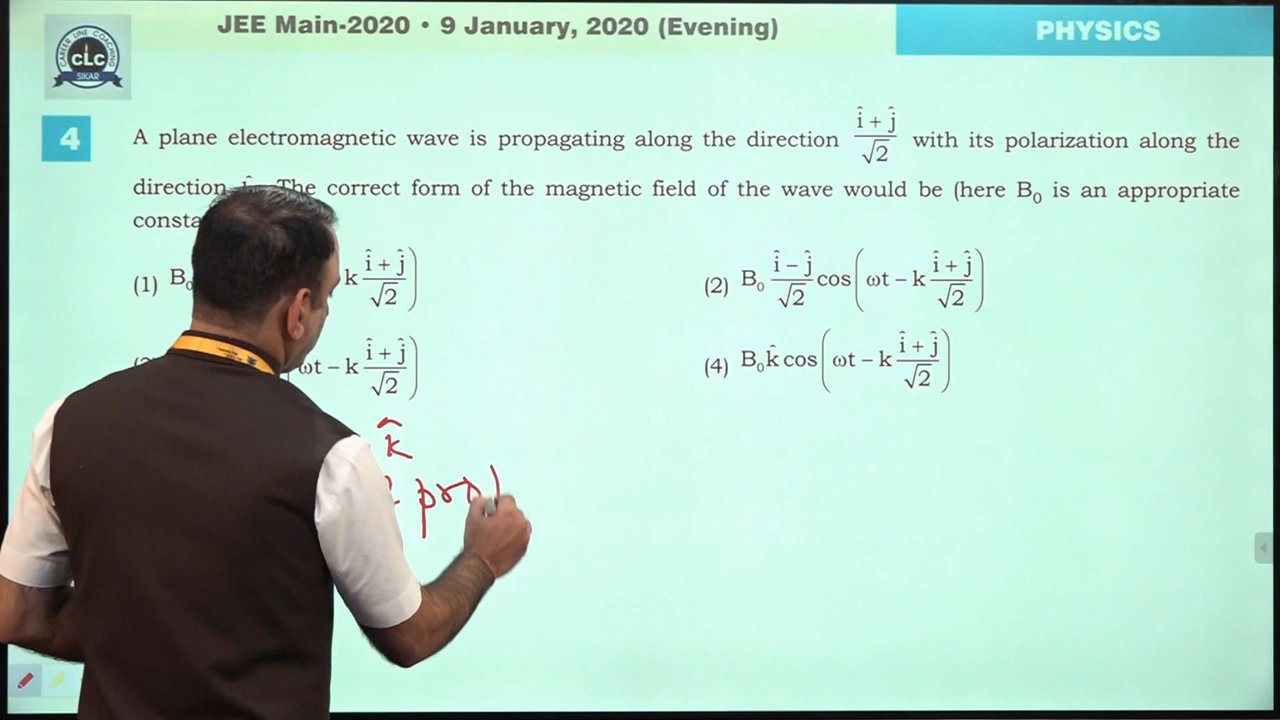 JEE Main-2020 • 9 January, 2020 (Evening)
PHYSICS
CAREER LINE COACHING
CLC
SIKAR
4
A plane electromagnetic wave is propagating along the direction (î + ĵ)/√2 with its polarization along the
direction The correct form of the magnetic field of the wave would be (here B₀ is an appropriate
(1) B₀ k (î + ĵ)/√2)
(2) B₀ (î − ĵ)/√2 cos(ωt − k (î + ĵ)/√2)
ωt − k (î + ĵ)/√2)
(4) B₀k̂ cos(ωt − k (î + ĵ)/√2)
k̂